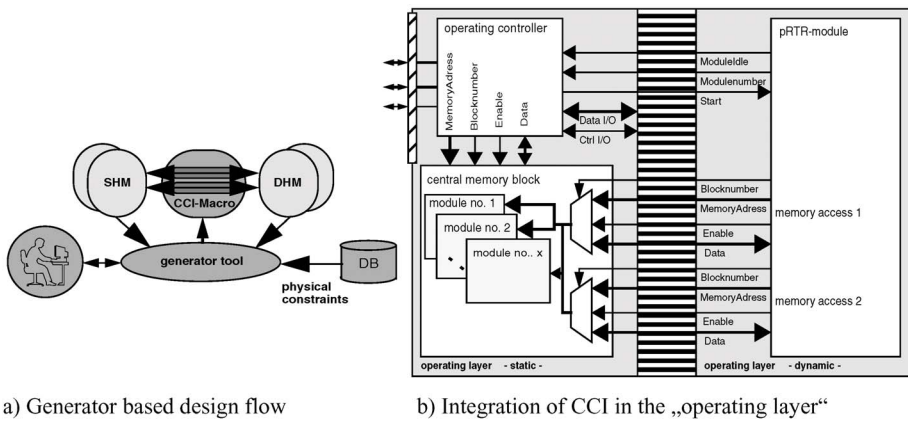 SHM
DHM
CCI-Macro
generator tool
DB
physical
constraints
a) Generator based design flow
operating controller
MemoryAdress
Blocknumber
Enable
Data
pRTR-module
ModuleIdle
Modulenumber
Start
Data I/O
Ctrl I/O
central memory block
module no. 1
module no. 2
module no.. x
Blocknumber
MemoryAdress
memory access 1
Enable
Data
Blocknumber
MemoryAdress
memory access 2
Enable
Data
operating layer - static -
operating layer - dynamic -
b) Integration of CCI in the „operating layer“